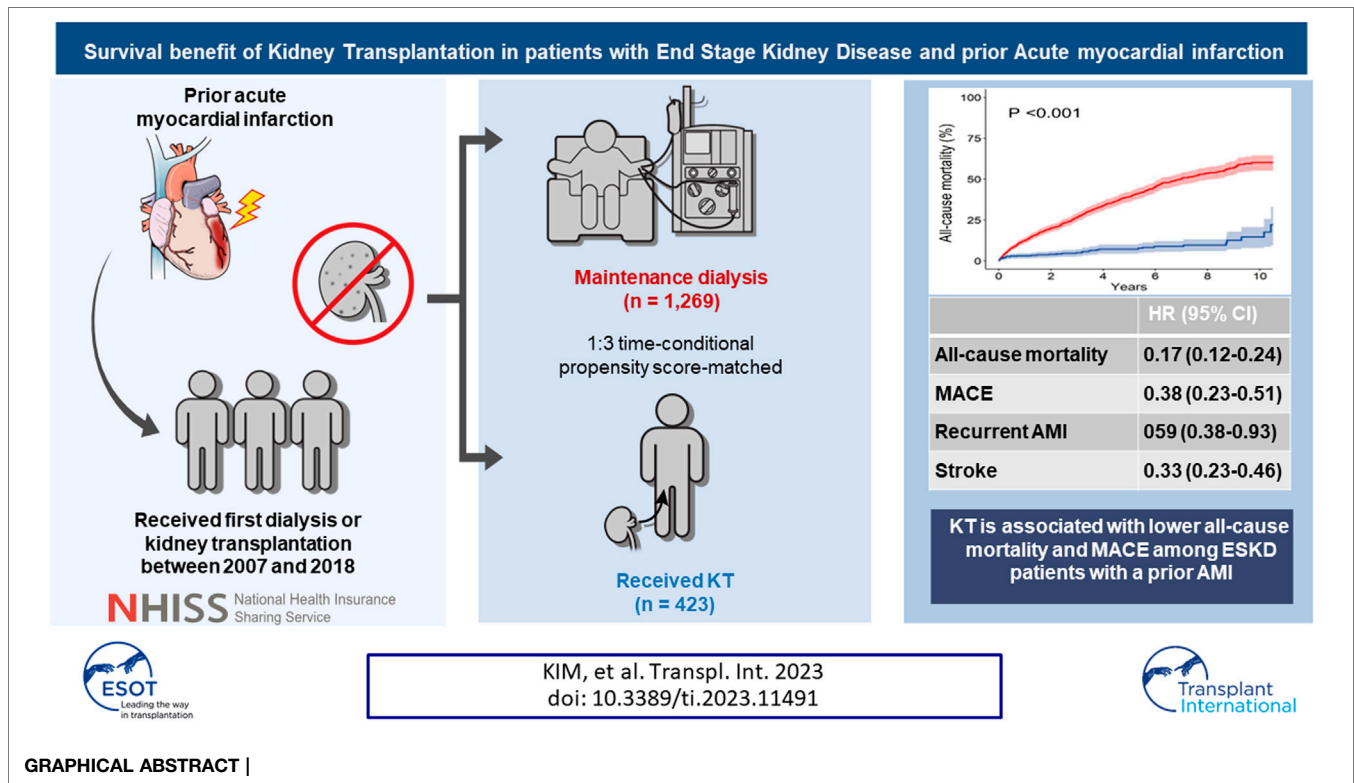 Survival benefit of Kidney Transplantation in patients with End Stage Kidney Disease and prior Acute myocardial infarction
Prior acute
myocardial infarction
Received first dialysis or
kidney transplantation
between 2007 and 2018
NHISS National Health Insurance
Sharing Service
Maintenance dialysis
(n = 1,269)
1:3 time-conditional
propensity score-matched
Received KT
(n = 423)
All-cause mortality (%)
100
75
50
25
0
P <0.001
0 2 4 6 8 10
Years
HR (95% CI)
All-cause mortality 0.17 (0.12-0.24)
MACE 0.38 (0.23-0.51)
Recurrent AMI 059 (0.38-0.93)
Stroke 0.33 (0.23-0.46)
KT is associated with lower all-cause
mortality and MACE among ESKD
patients with a prior AMI
ESOT
Leading the way
in transplantation
KIM, et al. Transpl. Int. 2023
doi: 10.3389/ti.2023.11491
Transplant
International
GRAPHICAL ABSTRACT |